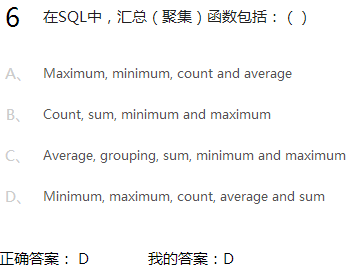 6 在SQL中，汇总（聚集）函数包括：（ ）
A、 Maximum, minimum, count and average
B、 Count, sum, minimum and maximum
C、 Average, grouping, sum, minimum and maximum
D、 Minimum, maximum, count, average and sum
正确答案： D 我的答案：D